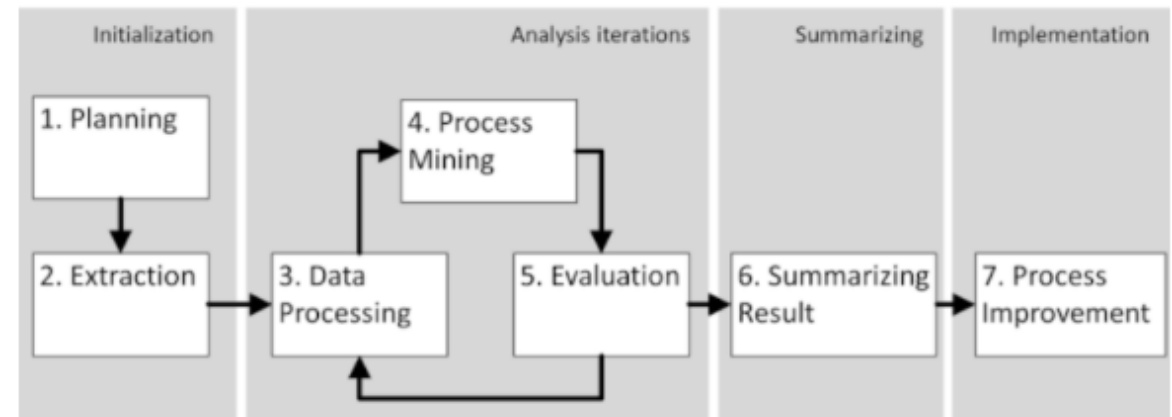 Initialization
Analysis iterations
Summarizing
Implementation
1. Planning
2. Extraction
3. Data
Processing
4. Process
Mining
5. Evaluation
6. Summarizing
Result
7. Process
Improvement